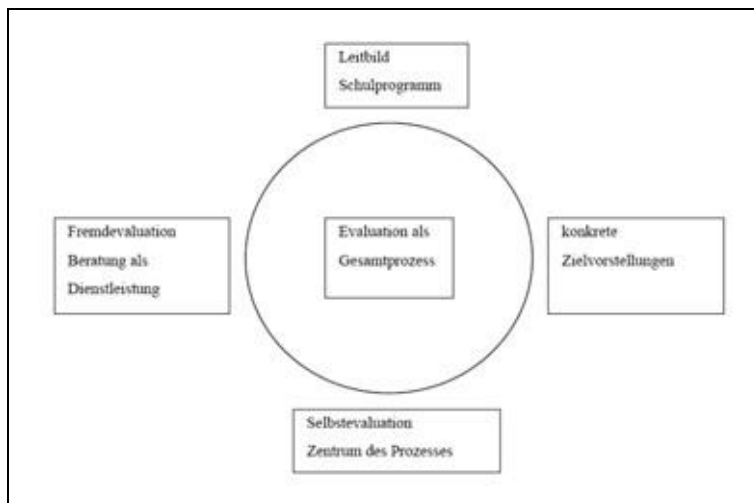 Leitbild
Schulprogramm
Fremdevaluation
Beratung als
Dienstleistung
Evaluation als
Gesamtprozess
konkrete
Zielvorstellungen
Selbstevaluation
Zentrum des Prozesses